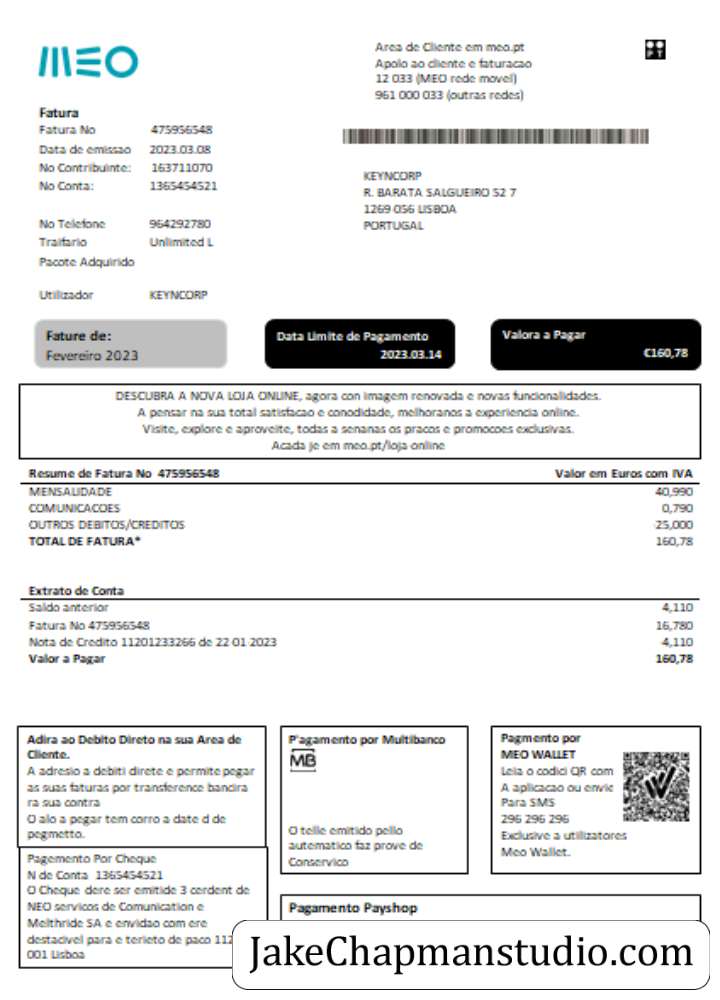 MEO
Area de Cliente em meo.pt
Apolo ao cliente e faturacao
12 033 (MEO rede movel)
961 000 033 (outras redes)
PT
Fatura
Fatura No 475956548
Data de emissao 2023.03.08
No Contribuinte: 163711070
No Conta: 1365454521
KEYNCORP
R. BARATA SALGUEIRO 52 7
1269 056 LISBOA
PORTUGAL
No Telefone 964292780
Traifario Unlimited L
Pacote Adquirido
Utilizador KEYNCORP
Fature de:
Fevereiro 2023
Data Limite de Pagamento
2023.03.14
Valora a Pagar
€160,78
DESCUBRA A NOVA LOJA ONLINE, agora con imagem renovada e novas funcionalidades.
A pensar na sua total satisfacao e conodidade, melhoranos a experiencia online.
Visite, explore e aproveite, todas a senanas os pracos e promocoes exclusivas.
Acada je em meo.pt/loja online
Resume de Fatura No 475956548 Valor em Euros com IVA
MENSALIDADE 40,990
COMUNICACOES 0,790
OUTROS DEBITOS/CREDITOS 25,000
TOTAL DE FATURA* 160,78
Extrato de Conta
Saldo anterior 4,110
Fatura No 475956548 16,780
Nota de Credito 11201233266 de 22 01 2023 4,110
Valor a Pagar 160,78
Adira ao Debito Direto na sua Area de
Cliente.
A adresio a debiti direte e permite pegar
as suas faturas por transference bancira
ra sua contra
O alo a pegar tem corro a date d de
pegmetto.
Pagemento Por Cheque
N de Conta 1365454521
O Cheque dere ser emitide 3 cerdent de
NEO servicos de Comunication e
Melthride SA e envidao com ere
destacivel para e terieto de paco 112
001 Lisboa
P'agamento por Multibanco
MB
O telle emitido pello
automatico faz prove de
Conservico
Pagmento por
MEO WALLET
Leia o codici QR com
A aplicacao ou envie
Para SMS
296 296 296
Exclusive a utilizatores
Meo Wallet.
Pagamento Payshop
JakeChapmanstudio.com